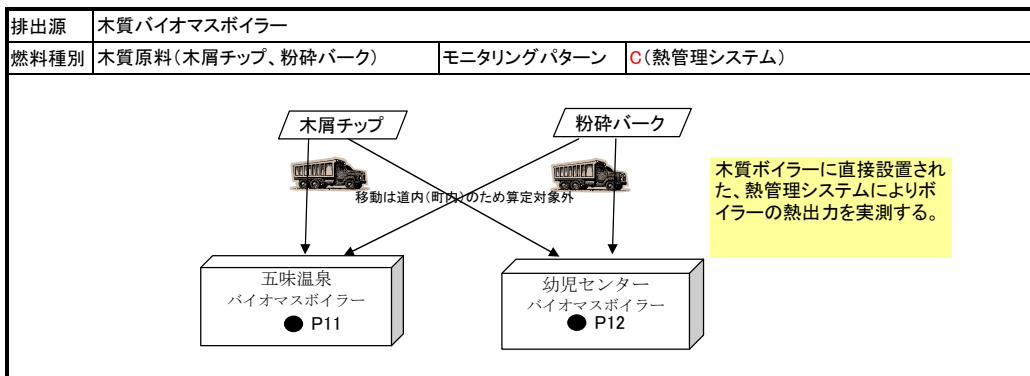 排出源 木質バイオマスボイラー
燃料種別 木質原料(木屑チップ、粉砕バーク) モニタリングパターン C(熱管理システム)
木屑チップ 粉砕バーク
移動は道内(町内)のため算定対象外
木質ボイラーに直接設置され
た、熱管理システムによりボ
イラーの熱出力を実測する。
五味温泉
バイオマスボイラー
P11
幼児センター
バイオマスボイラー
P12